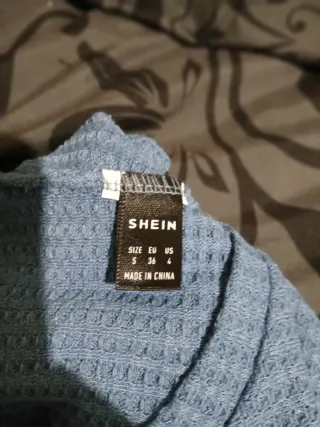 SHEIN
SIZE EU US
S 36 4
MADE IN CHINA